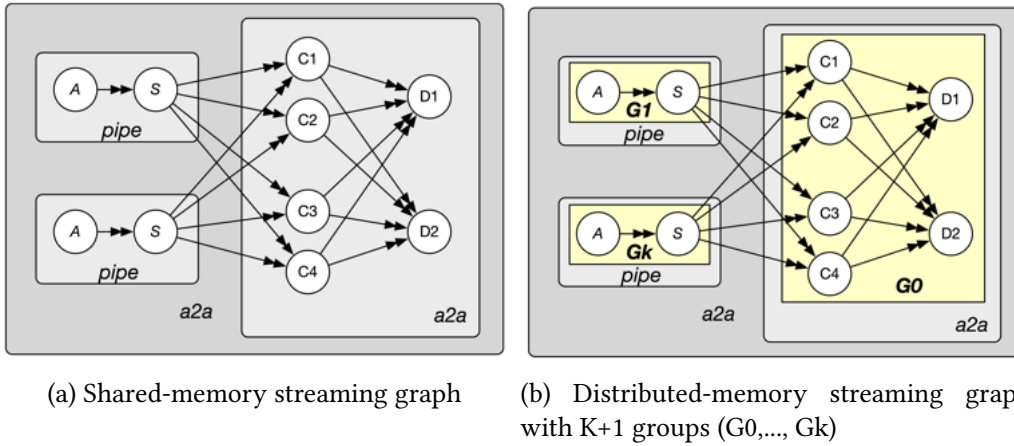 A
S
pipe
A
S
pipe
a2a
C1
C2
C3
C4
D1
D2
a2a
A
S
G1
pipe
A
S
Gk
pipe
a2a
C1
C2
C3
C4
D1
D2
G0
a2a
(a) Shared-memory streaming graph
(b) Distributed-memory streaming grap
with K+1 groups (G0,..., Gk)